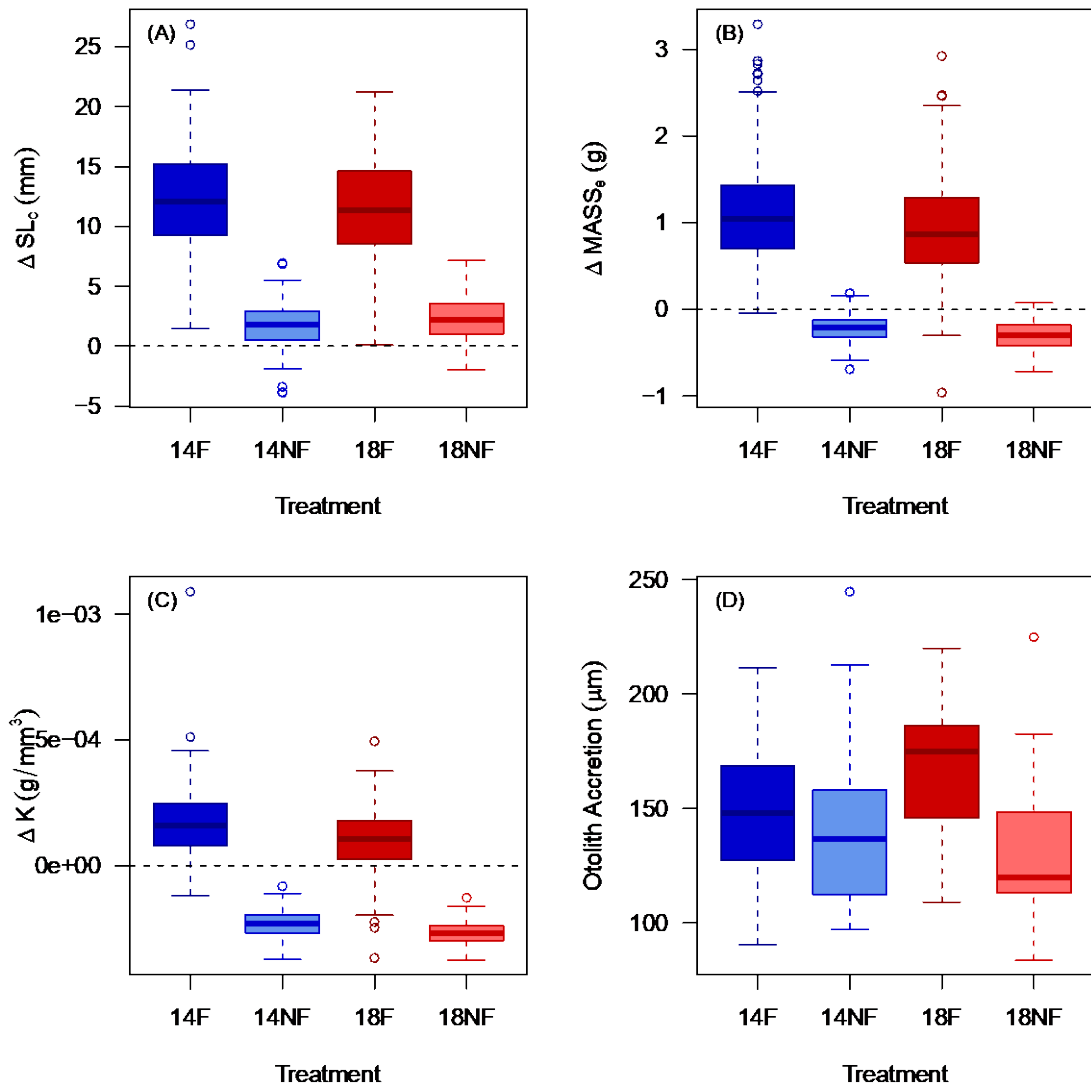 (A)
Δ SLc (mm)
25
20
15
10
5
0
−5
14F 14NF 18F 18NF
Treatment
(B)
Δ MASSe (g)
3
2
1
0
−1
14F 14NF 18F 18NF
Treatment
(C)
Δ K (g/mm³)
1e−03
5e−04
0e+00
14F 14NF 18F 18NF
Treatment
(D)
Otolith Accretion (μm)
250
200
150
100
14F 14NF 18F 18NF
Treatment